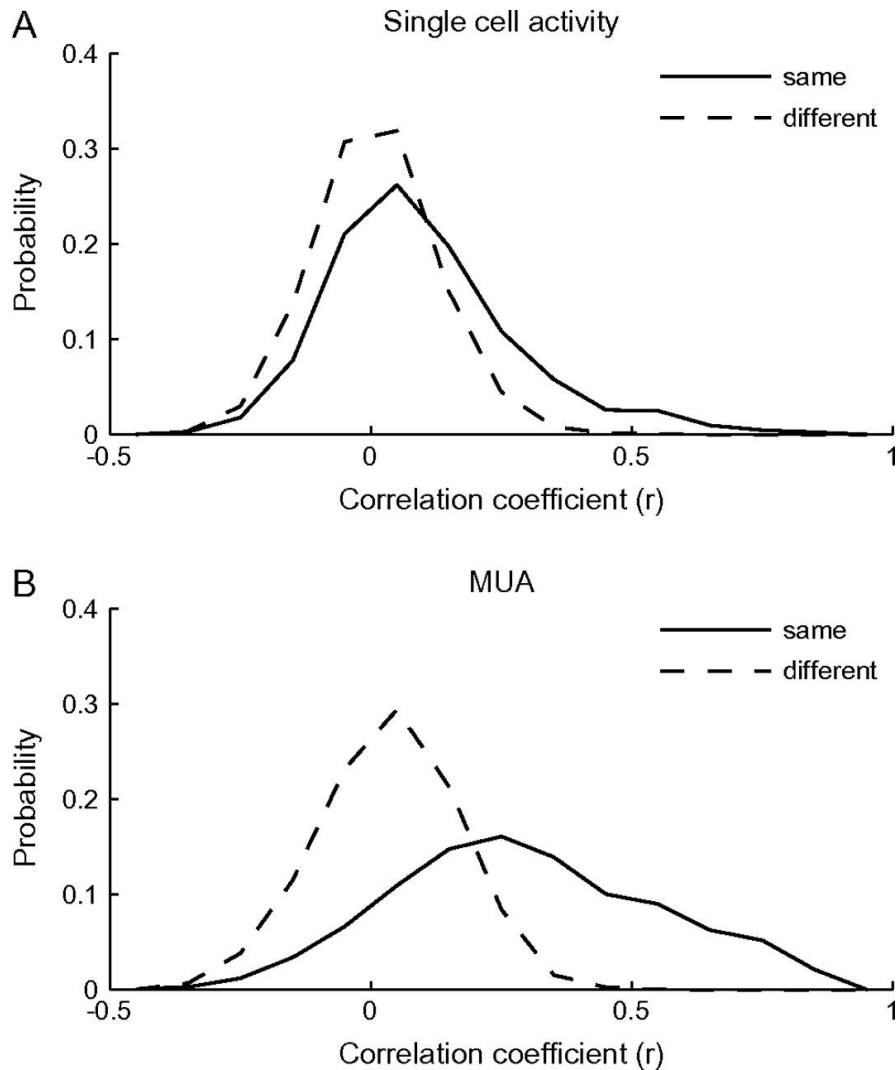 A
Single cell activity
0.4
same
different
0.3
Probability
0.2
0.1
0
-0.5
0
0.5
1
Correlation coefficient (r)
B
MUA
0.4
same
different
0.3
Probability
0.2
0.1
0
-0.5
0
0.5
1
Correlation coefficient (r)